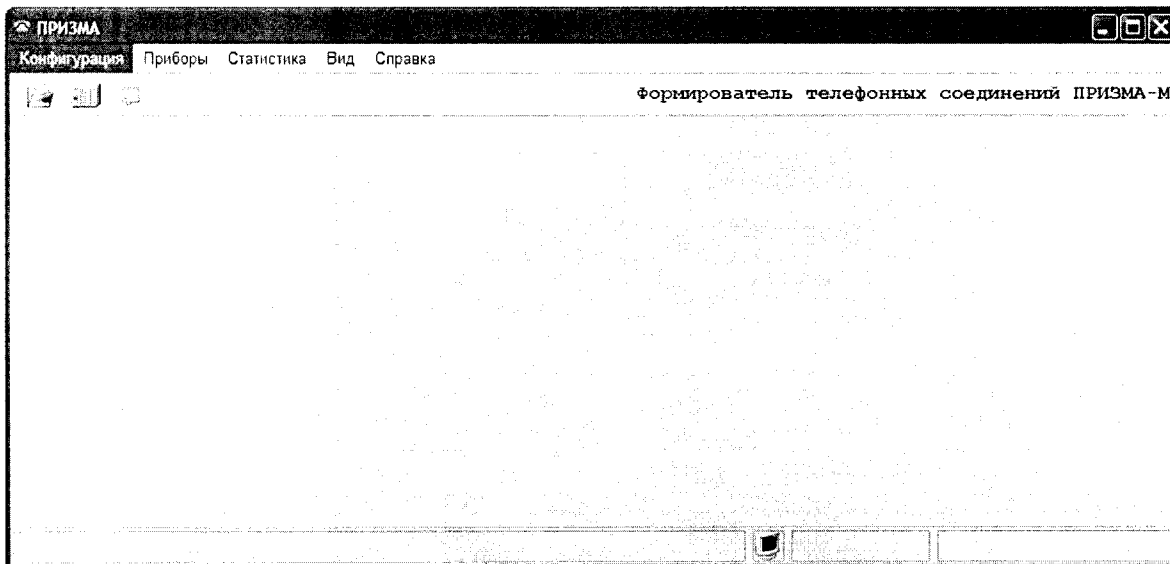 ПРИЗМА
Конфигурация Приборы Статистика Вид Справка
Формирователь телефонных соединений ПРИЗМА-М